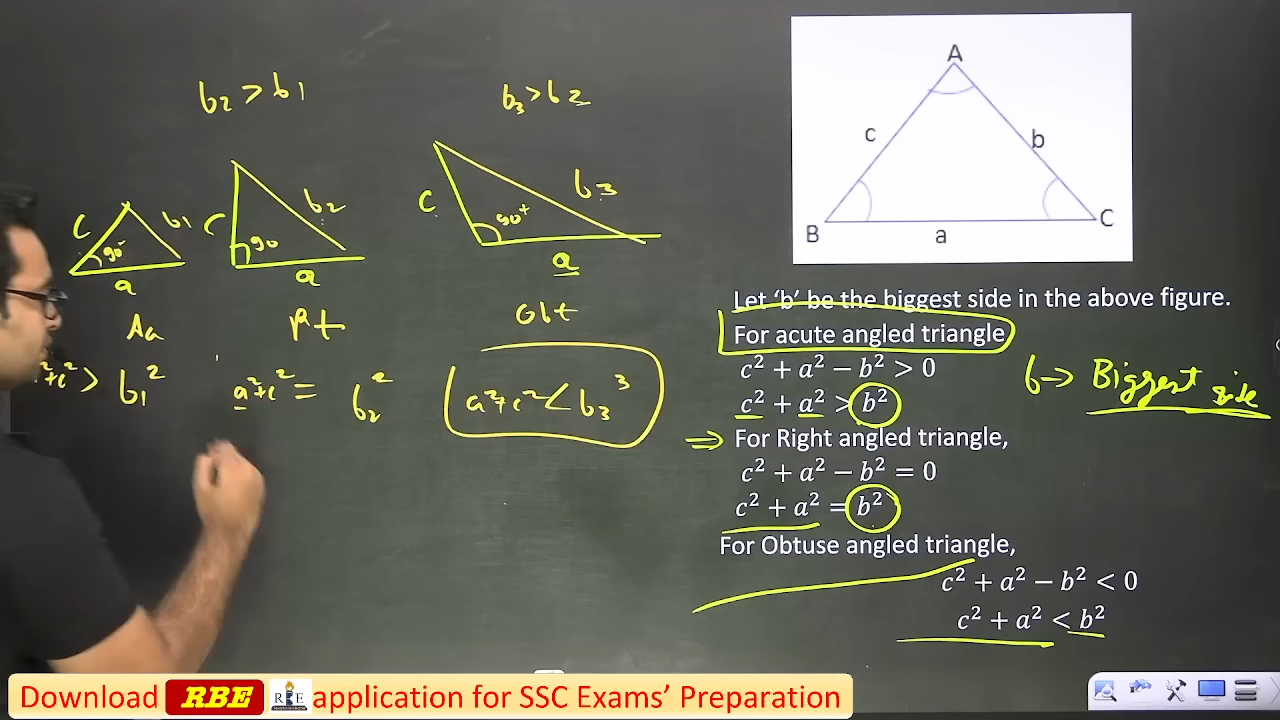 b₂ > b₁
b₃ > b₂
c
b₁
90⁻
a
c
b₂
90
a
c
b₃
90⁺
a
Aa
Rt
Obt
²+c² > b₁²
a²+c² = b₂²
a²+c² < b₃³
A
c
b
B
C
a
Let ‘b’ be the biggest side in the above figure.
For acute angled triangle
c² + a² − b² > 0
c² + a² > b²
b → Biggest side
⇒ For Right angled triangle,
c² + a² − b² = 0
c² + a² = b²
For Obtuse angled triangle,
c² + a² − b² < 0
c² + a² < b²
Download RBE application for SSC Exams’ Preparation